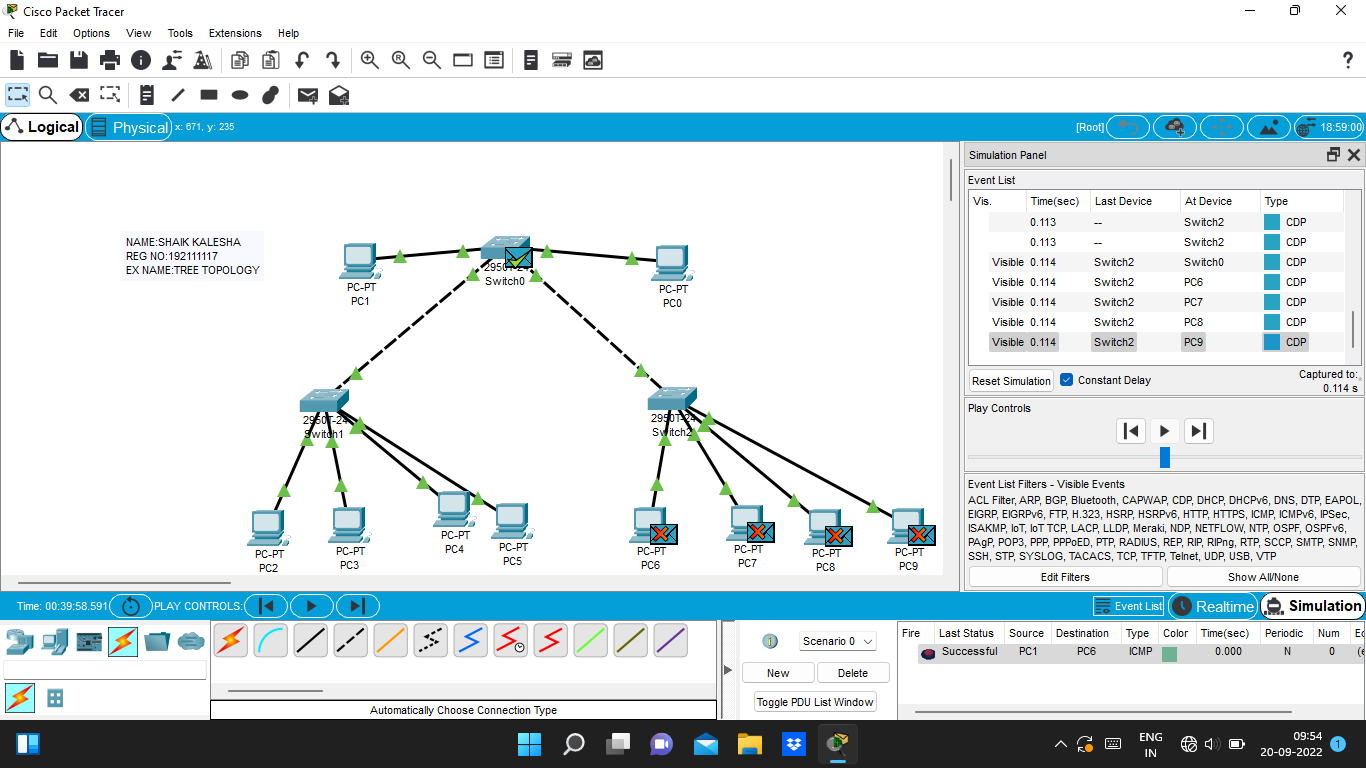 Cisco Packet Tracer
File Edit Options View Tools Extensions Help
Logical Physical x: 671, y: 235 [Root] 18:59:00
NAME:SHAIK KALESHA
REG NO:192111117
EX NAME:TREE TOPOLOGY
PC-PT
PC1
2950T-24
Switch0
PC-PT
PC0
2950T-24
Switch1
2950T-24
Switch2
PC-PT
PC2
PC-PT
PC3
PC-PT
PC4
PC-PT
PC5
PC-PT
PC6
PC-PT
PC7
PC-PT
PC8
PC-PT
PC9
Simulation Panel
Event List
Vis. Time(sec) Last Device At Device Type
0.113 -- Switch2 CDP
0.113 -- Switch2 CDP
Visible 0.114 Switch2 Switch0 CDP
Visible 0.114 Switch2 PC6 CDP
Visible 0.114 Switch2 PC7 CDP
Visible 0.114 Switch2 PC8 CDP
Visible 0.114 Switch2 PC9 CDP
Reset Simulation Constant Delay Captured to:
0.114 s
Play Controls
Event List Filters - Visible Events
ACL Filter, ARP, BGP, Bluetooth, CAPWAP, CDP, DHCP, DHCPv6, DNS, DTP, EAPOL,
EIGRP, EIGRPv6, FTP, H.323, HSRP, HSRPv6, HTTP, HTTPS, ICMP, ICMPv6, IPSec,
ISAKMP, IoT, IoT TCP, LACP, LLDP, Meraki, NDP, NETFLOW, NTP, OSPF, OSPFv6,
PAgP, POP3, PPP, PPPoED, PTP, RADIUS, REP, RIP, RIPng, RTP, SCCP, SMTP, SNMP,
SSH, STP, SYSLOG, TACACS, TCP, TFTP, Telnet, UDP, USB, VTP
Edit Filters Show All/None
Time: 00:39:58.591 PLAY CONTROLS: Event List Realtime Simulation
Scenario 0
New Delete
Toggle PDU List Window
Automatically Choose Connection Type
Fire Last Status Source Destination Type Color Time(sec) Periodic Num Ed
Successful PC1 PC6 ICMP 0.000 N 0 (e
ENG
IN
09:54
20-09-2022 1